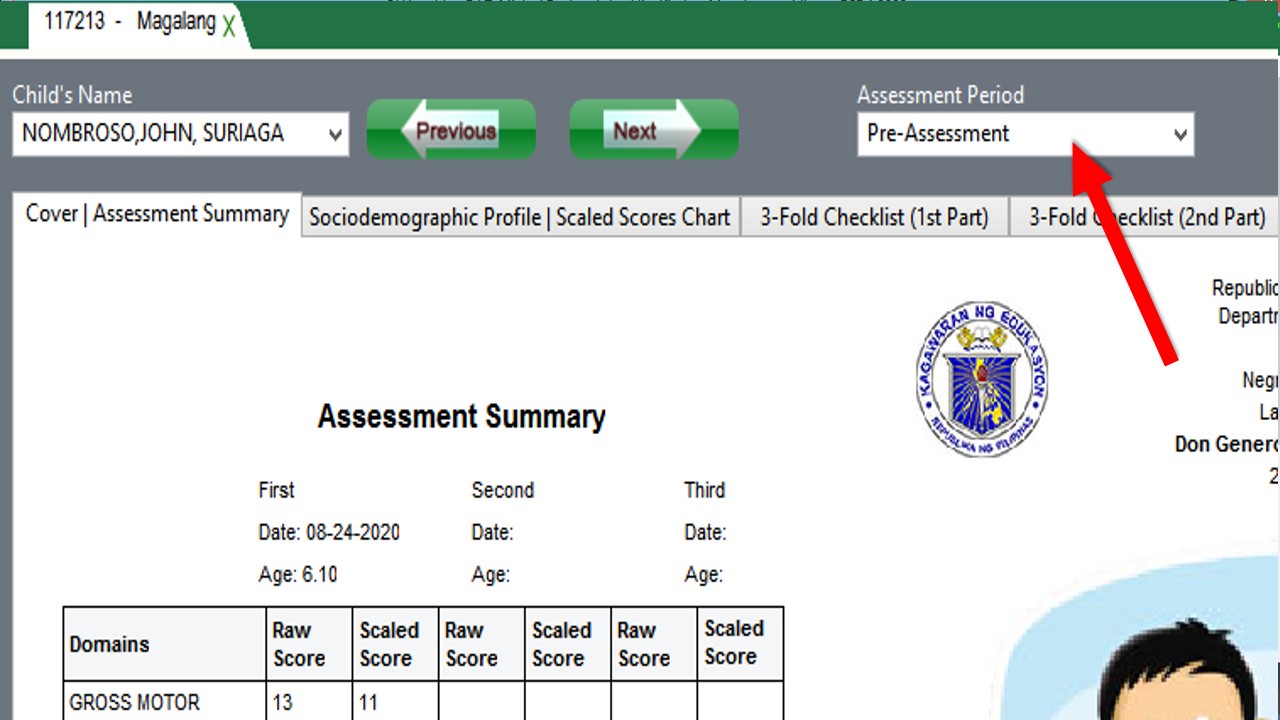 117213 - Magalang X
Child's Name
NOMBROSO,JOHN, SURIAGA
Previous
Next
Assessment Period
Pre-Assessment
Cover | Assessment Summary
Sociodemographic Profile | Scaled Scores Chart
3-Fold Checklist (1st Part)
3-Fold Checklist (2nd Part)
Republic
Departm
Negr
La
Don Genero
2
KAGAWARAN NG EDUKASYON
REPUBLIKA NG PILIPINAS
Assessment Summary
First Second Third
Date: 08-24-2020 Date: Date:
Age: 6.10 Age: Age:
Domains Raw Score Scaled Score Raw Score Scaled Score Raw Score Scaled Score
GROSS MOTOR 13 11